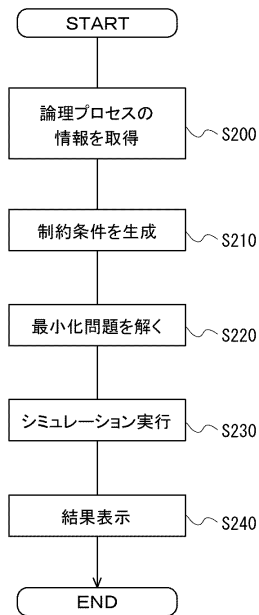 START
論理プロセスの
情報を取得
S200
制約条件を生成
S210
最小化問題を解く
S220
シミュレーション実行
S230
結果表示
S240
END